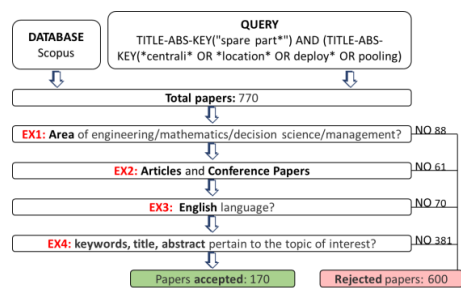 DATABASE
Scopus
QUERY
TITLE-ABS-KEY("spare part*") AND (TITLE-ABS-
KEY(*centrali* OR *location* OR deploy* OR pooling)
Total papers: 770
EX1: Area of engineering/mathematics/decision science/management?
NO 88
EX2: Articles and Conference Papers
NO 61
EX3: English language?
NO 70
EX4: keywords, title, abstract pertain to the topic of interest?
NO 381
Papers accepted: 170
Rejected papers: 600